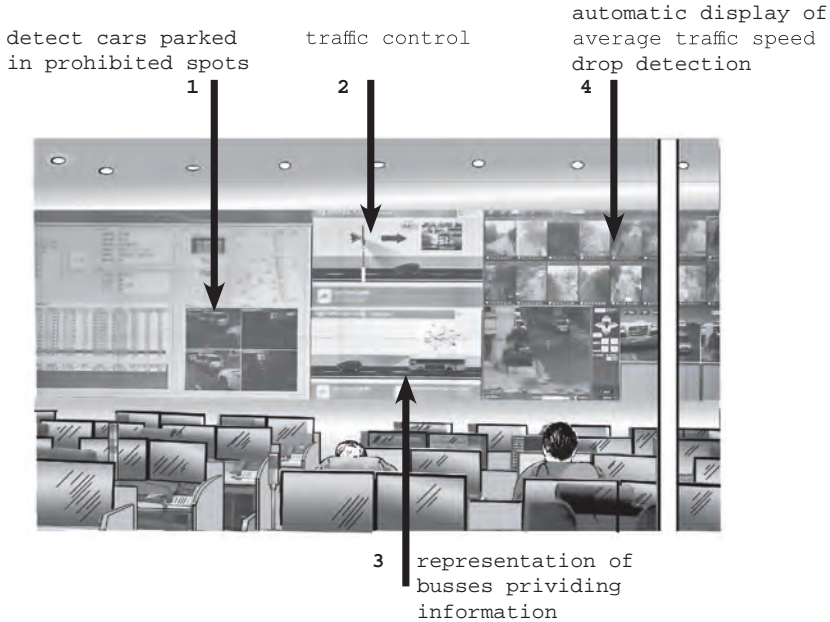 detect cars parked
in prohibited spots
1
traffic control
2
automatic display of
average traffic speed
drop detection
4
3 representation of
busses prividing
information